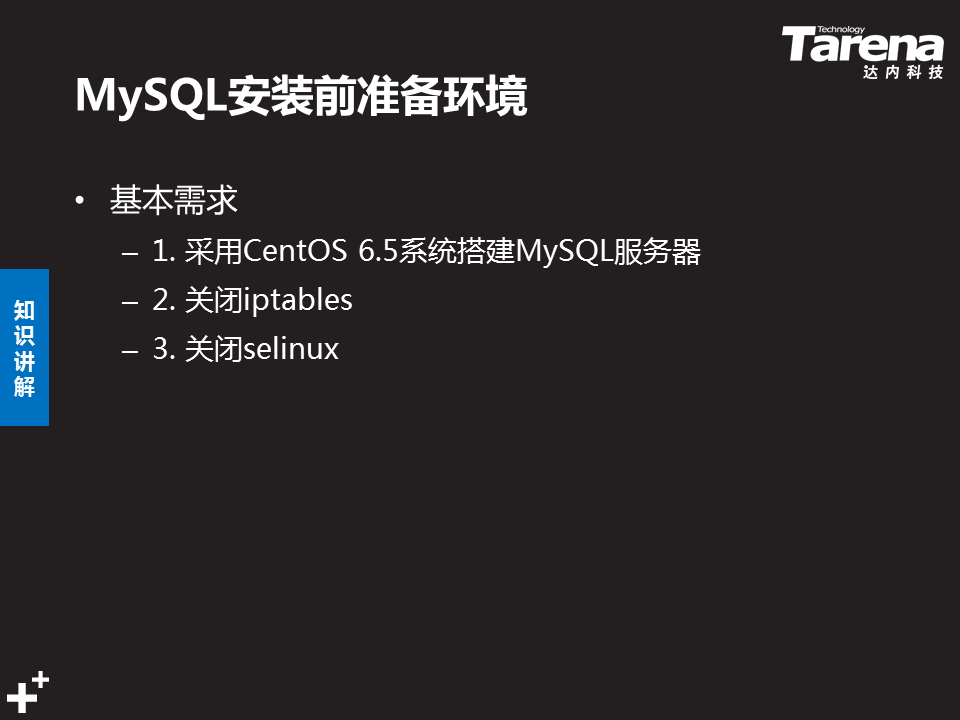 Technology
Tarena
达内科技
MySQL安装前准备环境
• 基本需求
– 1. 采用CentOS 6.5系统搭建MySQL服务器
– 2. 关闭iptables
– 3. 关闭selinux
知识讲解